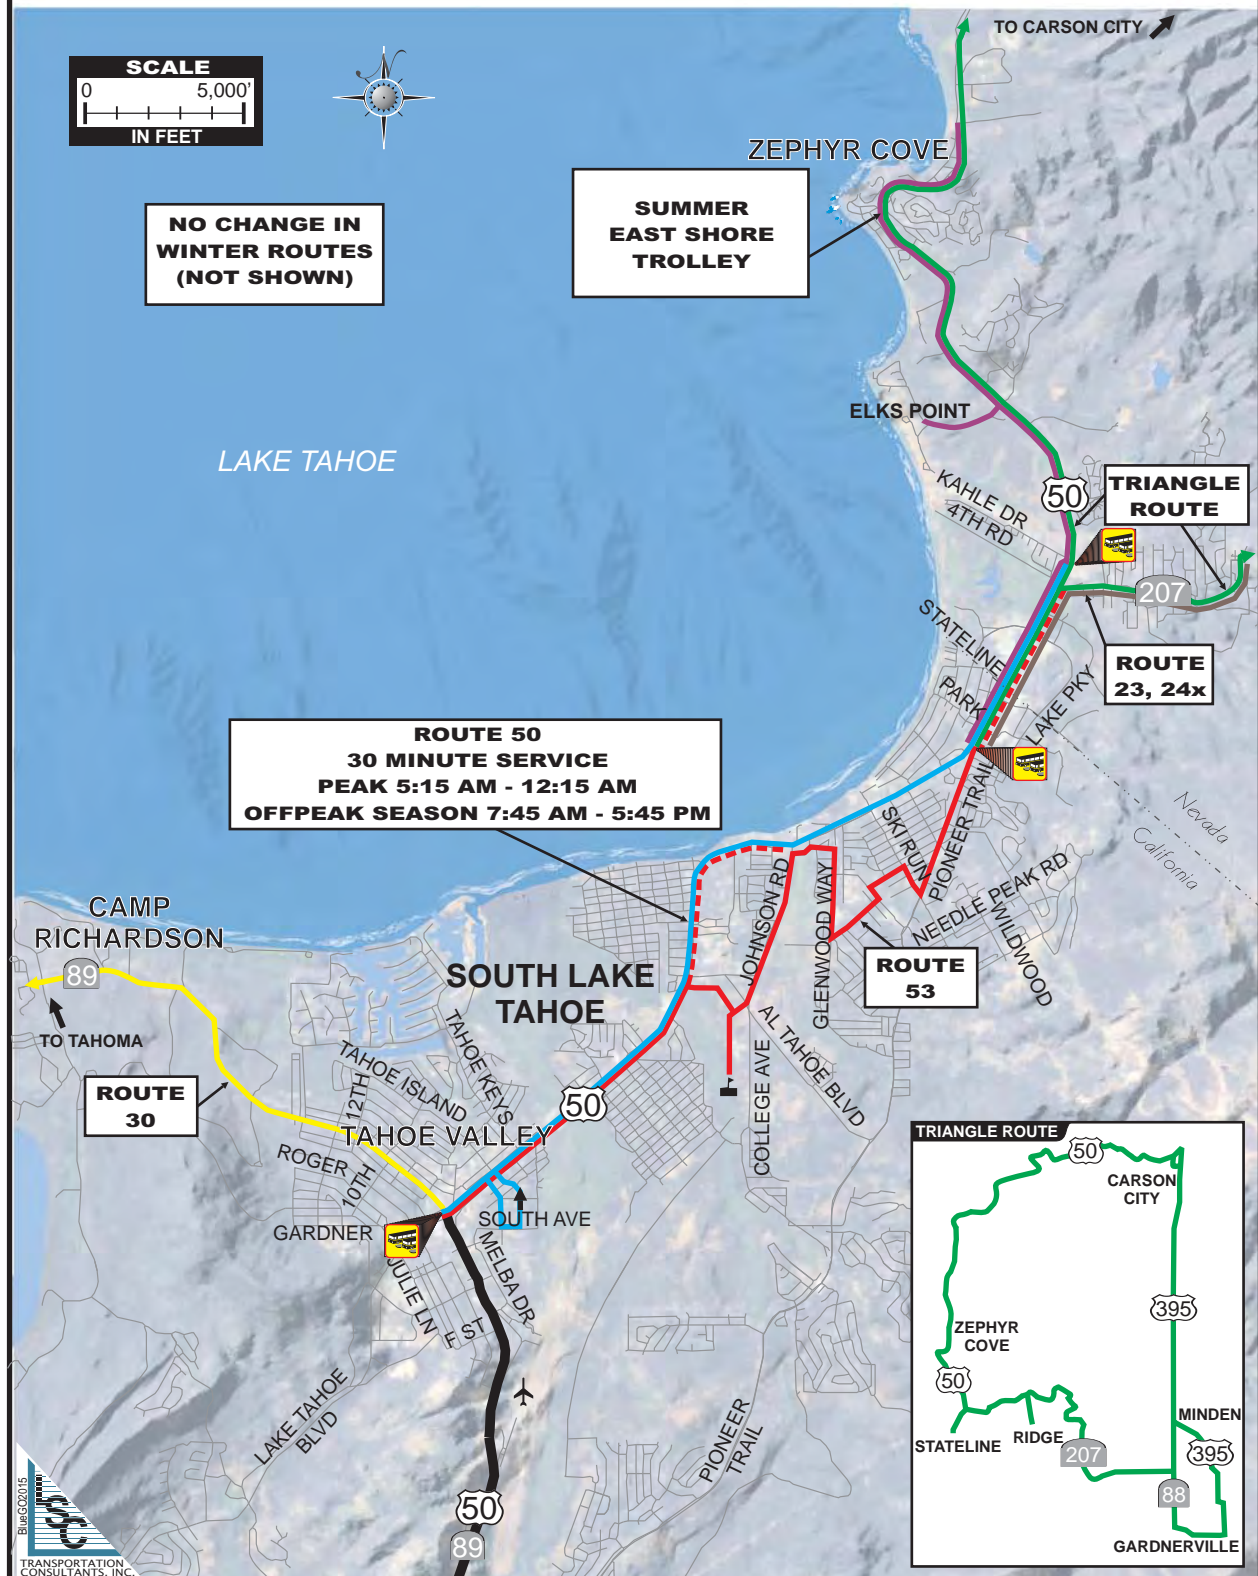 TO CARSON CITY
SCALE
0 5,000'
IN FEET
ZEPHYR COVE
NO CHANGE IN
WINTER ROUTES
(NOT SHOWN)
SUMMER
EAST SHORE
TROLLEY
ELKS POINT
LAKE TAHOE
KAHLE DR
4TH RD
50
TRIANGLE
ROUTE
207
STATELINE
PARK
LAKE PKY
ROUTE
23, 24x
ROUTE 50
30 MINUTE SERVICE
PEAK 5:15 AM - 12:15 AM
OFFPEAK SEASON 7:45 AM - 5:45 PM
Nevada
California
SKI RUN
PIONEER TRAIL
NEEDLE PEAK RD
WILDWOOD
JOHNSON RD
GLENWOOD WAY
ROUTE
53
CAMP
RICHARDSON
89
TO TAHOMA
SOUTH LAKE
TAHOE
TAHOE KEYS
TAHOE ISLAND
12TH
ROUTE
30
50
AL TAHOE BLVD
COLLEGE AVE
TAHOE VALLEY
ROGER
10TH
GARDNER
SOUTH AVE
MELBA DR
JULIE LN
F ST
LAKE TAHOE
BLVD
PIONEER
TRAIL
50
89
TRIANGLE ROUTE
50
CARSON
CITY
395
ZEPHYR
COVE
50
STATELINE
RIDGE
207
MINDEN
395
88
GARDNERVILLE
BlueGO2015
LSC
TRANSPORTATION
CONSULTANTS, INC.